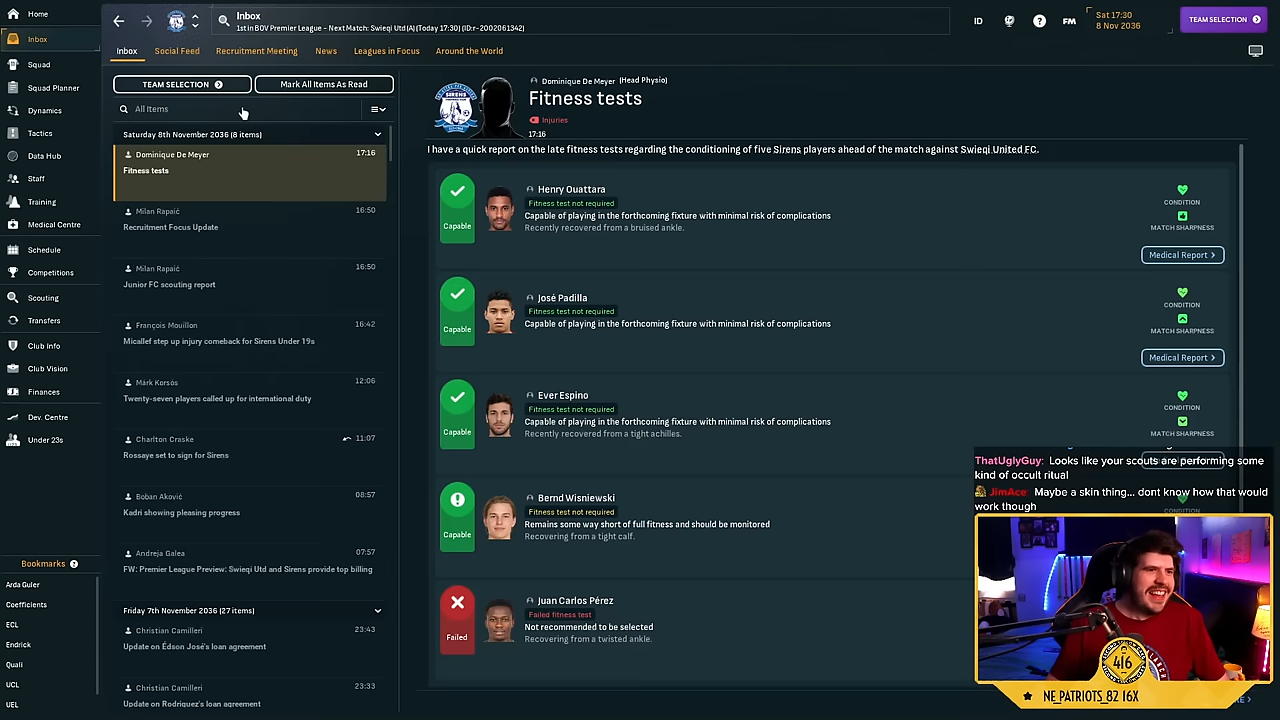 Home
Inbox
Squad
Squad Planner
Dynamics
Tactics
Data Hub
Staff
Training
Medical Centre
Schedule
Competitions
Scouting
Transfers
Club Info
Club Vision
Finances
Dev. Centre
Under 23s
Bookmarks ?
Arda Guler
Coefficients
ECL
Endrick
Quali
UCL
UEL
Inbox
1st in BOV Premier League - Next Match: Swieqi Utd (A) (Today 17:30) (ID:r-2002061342)
ID
?
FM
Sat 17:30
8 Nov 2036
TEAM SELECTION
Inbox
Social Feed
Recruitment Meeting
News
Leagues in Focus
Around the World
TEAM SELECTION
Mark All Items As Read
All Items
Saturday 8th November 2036 (8 items)
Dominique De Meyer 17:16
Fitness tests
Milan Rapaić 16:50
Recruitment Focus Update
Milan Rapaić 16:50
Junior FC scouting report
François Mouillon 16:42
Micallef step up injury comeback for Sirens Under 19s
Márk Korsós 12:06
Twenty-seven players called up for international duty
Charlton Craske 11:07
Rossaye set to sign for Sirens
Boban Aković 08:57
Kadri showing pleasing progress
Andreja Galea 07:57
FW: Premier League Preview: Swieqi Utd and Sirens provide top billing
Friday 7th November 2036 (27 items)
Christian Camilleri 23:43
Update on Édson José's loan agreement
Christian Camilleri 23:33
Update on Rodriguez's loan agreement
SIRENS
Dominique De Meyer (Head Physio)
Fitness tests
Injuries
17:16
I have a quick report on the late fitness tests regarding the conditioning of five Sirens players ahead of the match against Swieqi United FC.
Capable
Henry Ouattara
Fitness test not required
Capable of playing in the forthcoming fixture with minimal risk of complications
Recently recovered from a bruised ankle.
CONDITION
MATCH SHARPNESS
Medical Report
Capable
José Padilla
Fitness test not required
Capable of playing in the forthcoming fixture with minimal risk of complications
CONDITION
MATCH SHARPNESS
Medical Report
Capable
Ever Espino
Fitness test not required
Capable of playing in the forthcoming fixture with minimal risk of complications
Recently recovered from a tight achilles.
CONDITION
MATCH SHARPNESS
Capable
Bernd Wisniewski
Fitness test not required
Remains some way short of full fitness and should be monitored
Recovering from a tight calf.
CONDITION
Failed
Juan Carlos Pérez
Failed fitness test
Not recommended to be selected
Recovering from a twisted ankle.
ThatUglyGuy: Looks like your scouts are performing some
kind of occult ritual
JimAce: Maybe a skin thing... dont know how that would
work though
416
NE_PATRIOTS_82 16X